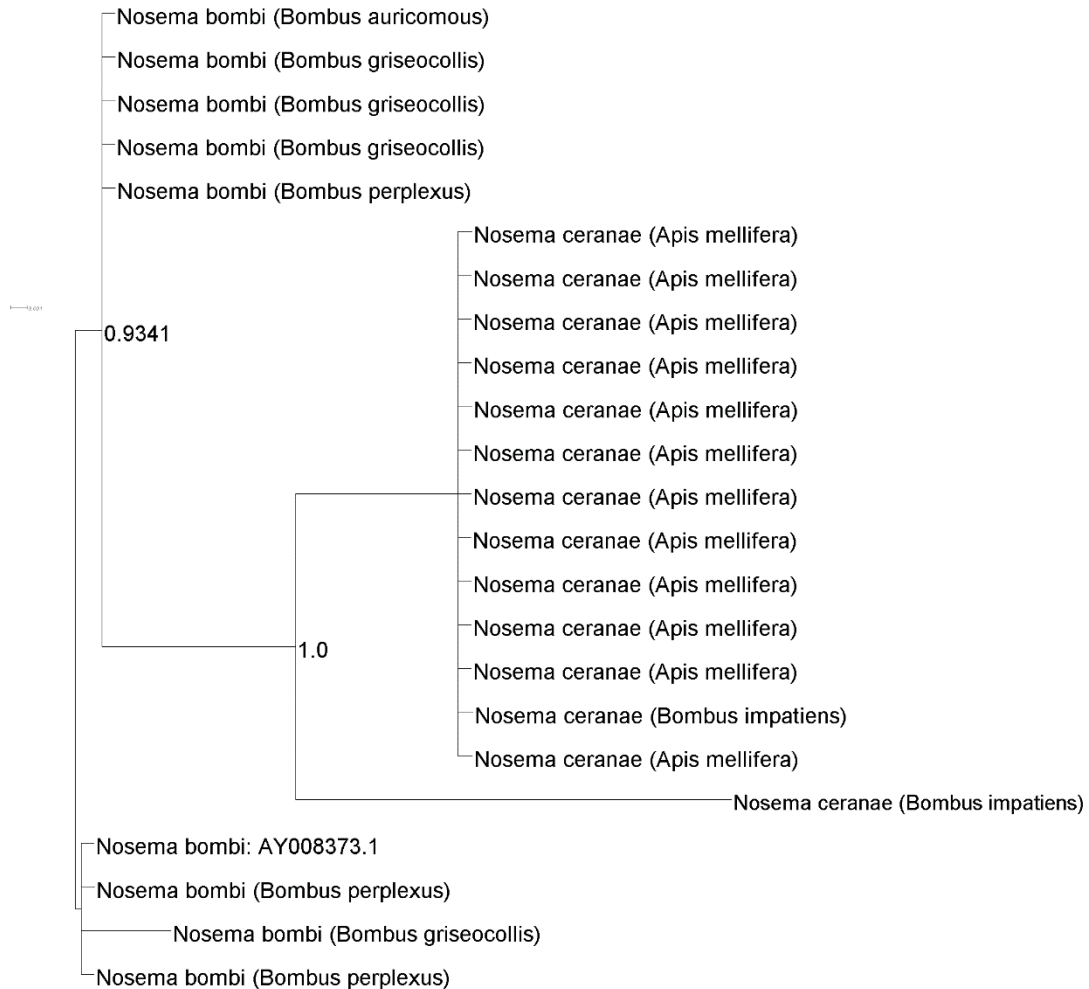 Nosema bombi (Bombus auricomous)
Nosema bombi (Bombus griseocollis)
Nosema bombi (Bombus griseocollis)
Nosema bombi (Bombus griseocollis)
Nosema bombi (Bombus perplexus)
Nosema ceranae (Apis mellifera)
Nosema ceranae (Apis mellifera)
Nosema ceranae (Apis mellifera)
0.9341
Nosema ceranae (Apis mellifera)
Nosema ceranae (Apis mellifera)
Nosema ceranae (Apis mellifera)
Nosema ceranae (Apis mellifera)
Nosema ceranae (Apis mellifera)
Nosema ceranae (Apis mellifera)
Nosema ceranae (Apis mellifera)
1.0
Nosema ceranae (Apis mellifera)
Nosema ceranae (Bombus impatiens)
Nosema ceranae (Apis mellifera)
Nosema ceranae (Bombus impatiens)
Nosema bombi: AY008373.1
Nosema bombi (Bombus perplexus)
Nosema bombi (Bombus griseocollis)
Nosema bombi (Bombus perplexus)